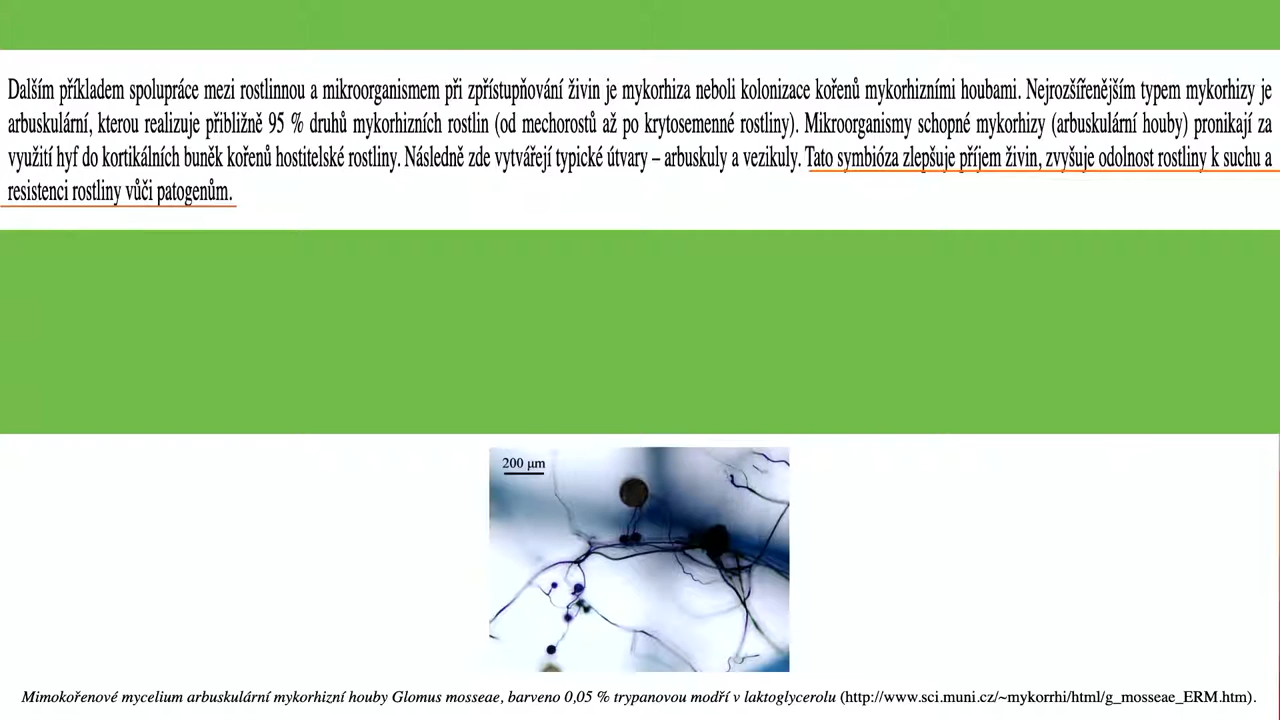 Dalším příkladem spolupráce mezi rostlinnou a mikroorganismem při zpřístupňování živin je mykorhiza neboli kolonizace kořenů mykorhizními houbami. Nejrozšířenějším typem mykorhizy je
arbuskulární, kterou realizuje přibližně 95 % druhů mykorhizních rostlin (od mechorostů až po krytosemenné rostliny). Mikroorganismy schopné mykorhizy (arbuskulární houby) pronikají za
využití hyf do kortikálních buněk kořenů hostitelské rostliny. Následně zde vytvářejí typické útvary – arbuskuly a vezikuly. Tato symbióza zlepšuje příjem živin, zvyšuje odolnost rostliny k suchu a
resistenci rostliny vůči patogenům.
200 µm
Mimokořenové mycelium arbuskulární mykorhizní houby Glomus mosseae, barveno 0,05 % trypanovou modří v laktoglycerolu (http://www.sci.muni.cz/~mykorrhi/html/g_mosseae_ERM.htm).